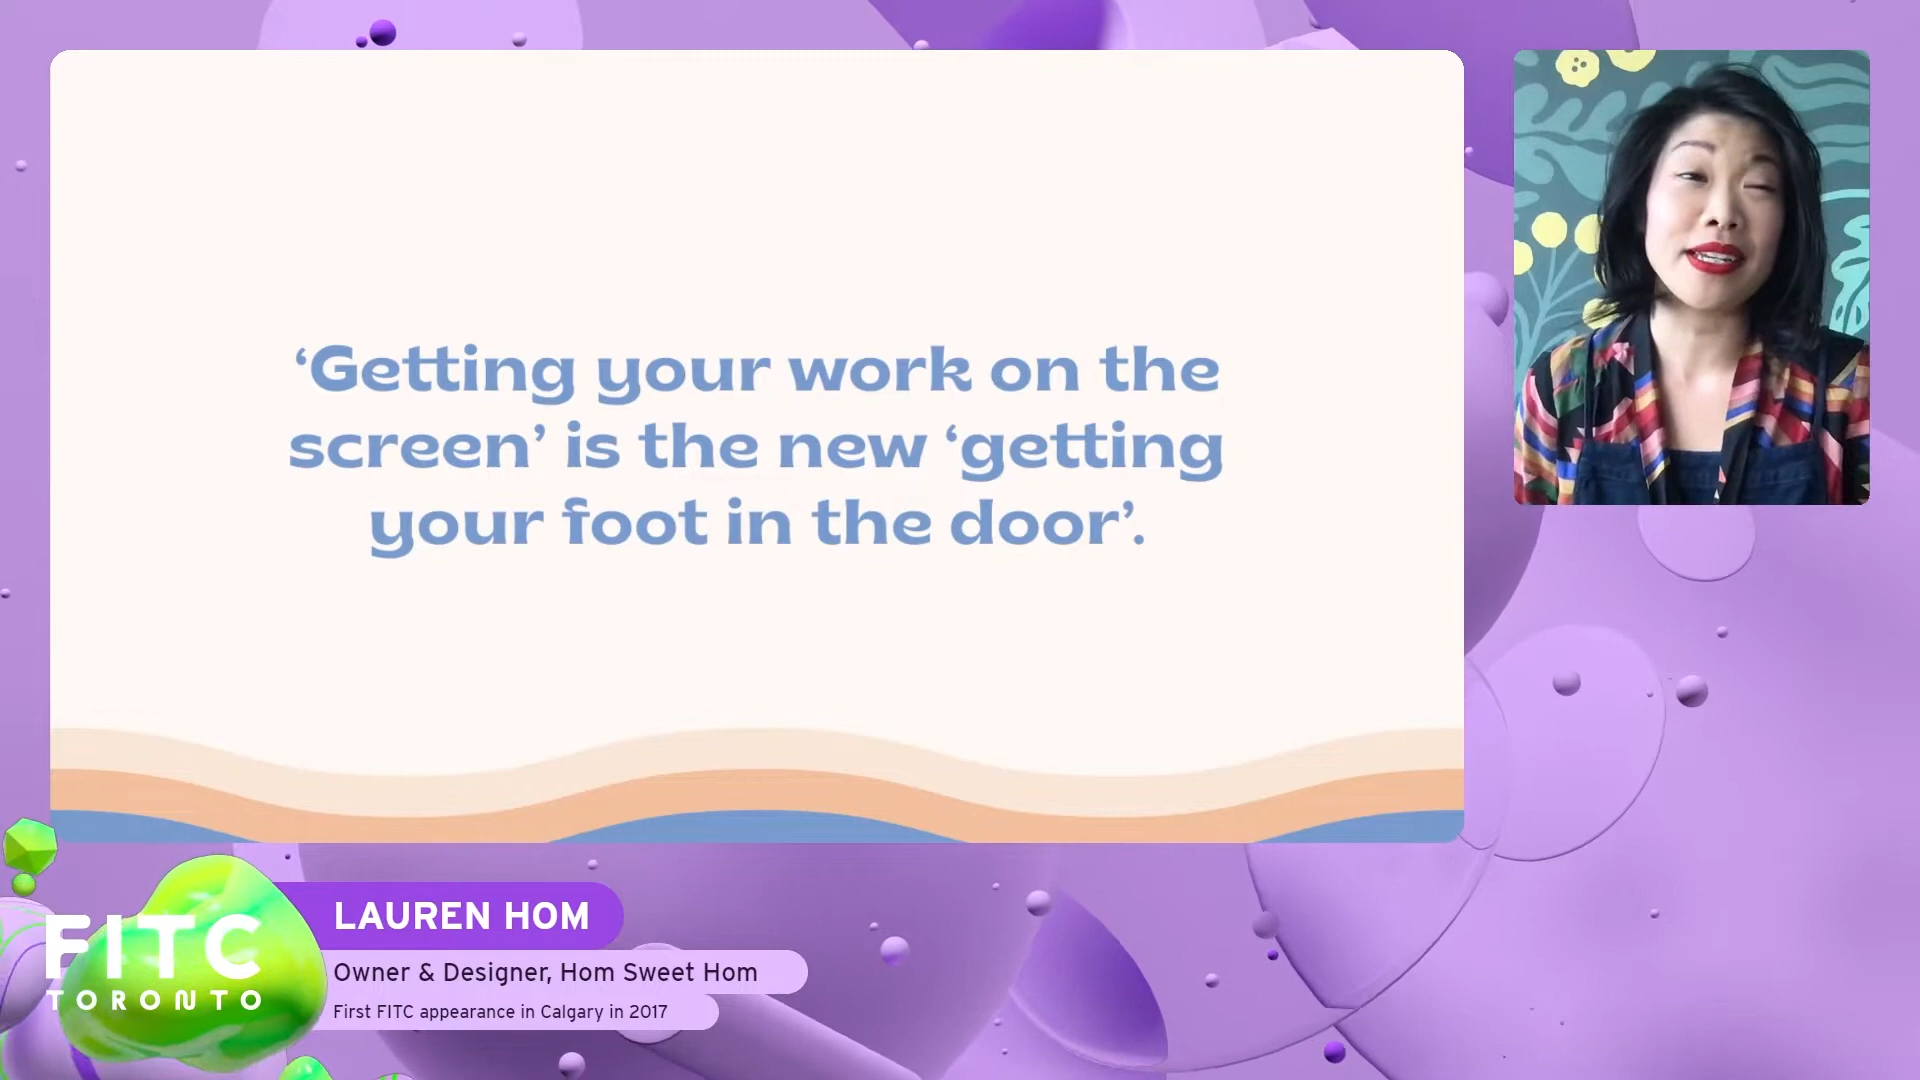 ‘Getting your work on the
screen’ is the new ‘getting
your foot in the door’.
FITC
TORONTO
LAUREN HOM
Owner & Designer, Hom Sweet Hom
First FITC appearance in Calgary in 2017